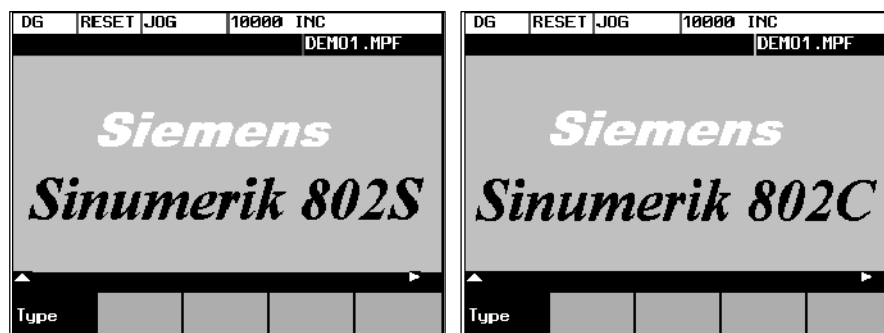 DG RESET JOG 10000 INC
DEMO1.MPF
Siemens
Sinumerik 802S
Type
DG RESET JOG 10000 INC
DEMO1.MPF
Siemens
Sinumerik 802C
Type